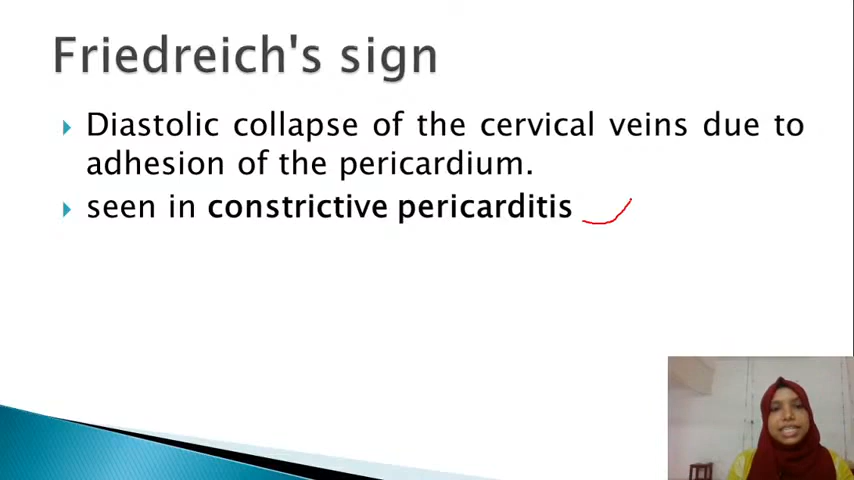 Friedreich's sign
Diastolic collapse of the cervical veins due to
adhesion of the pericardium.
seen in constrictive pericarditis